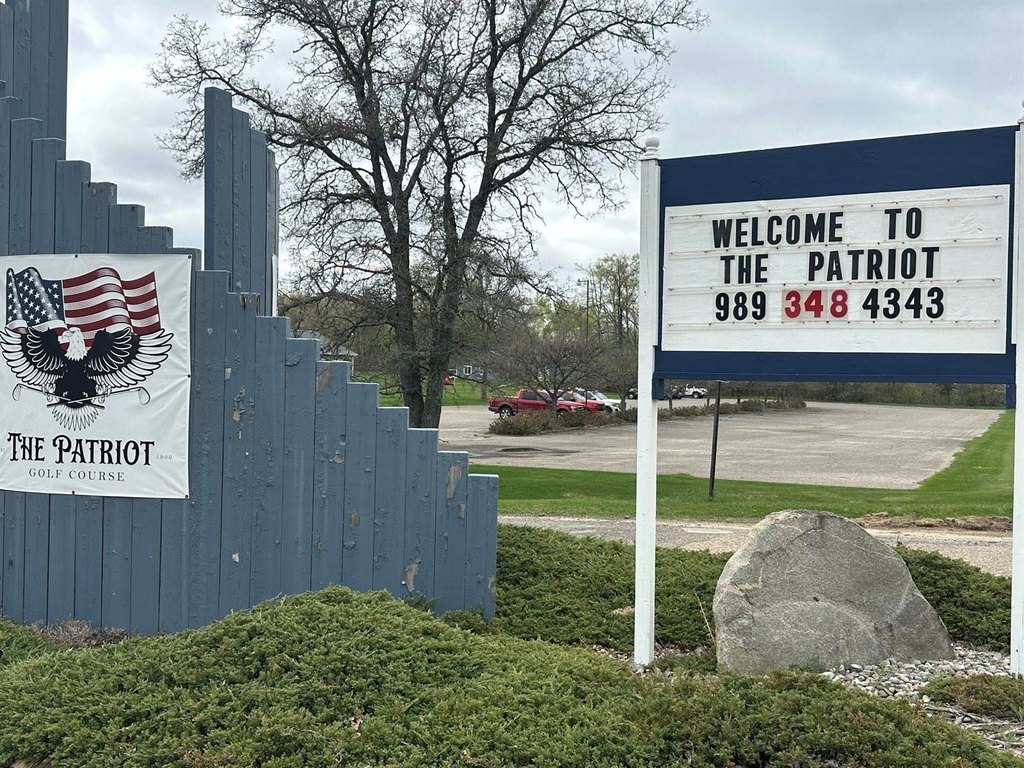 THE PATRIOT
GOLF COURSE
1990
WELCOME TO
THE PATRIOT
989 348 4343